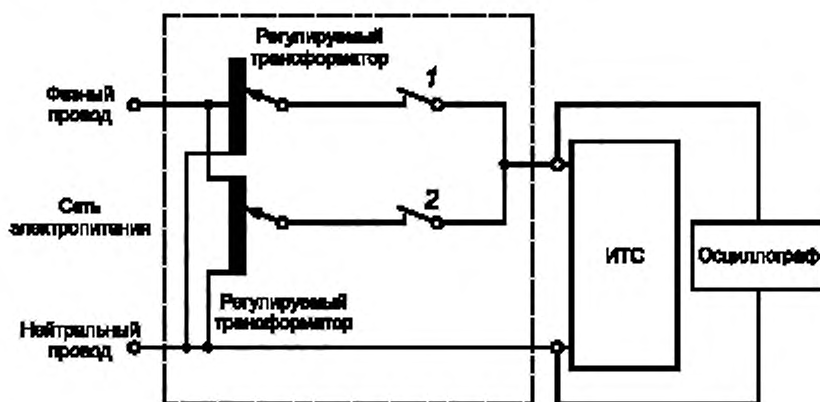 Регулируемый
трансформатор
1
Фазный
провод
2
Сеть
электропитания
ИТС
Осциллограф
Регулируемый
трансформатор
Нейтральный
провод